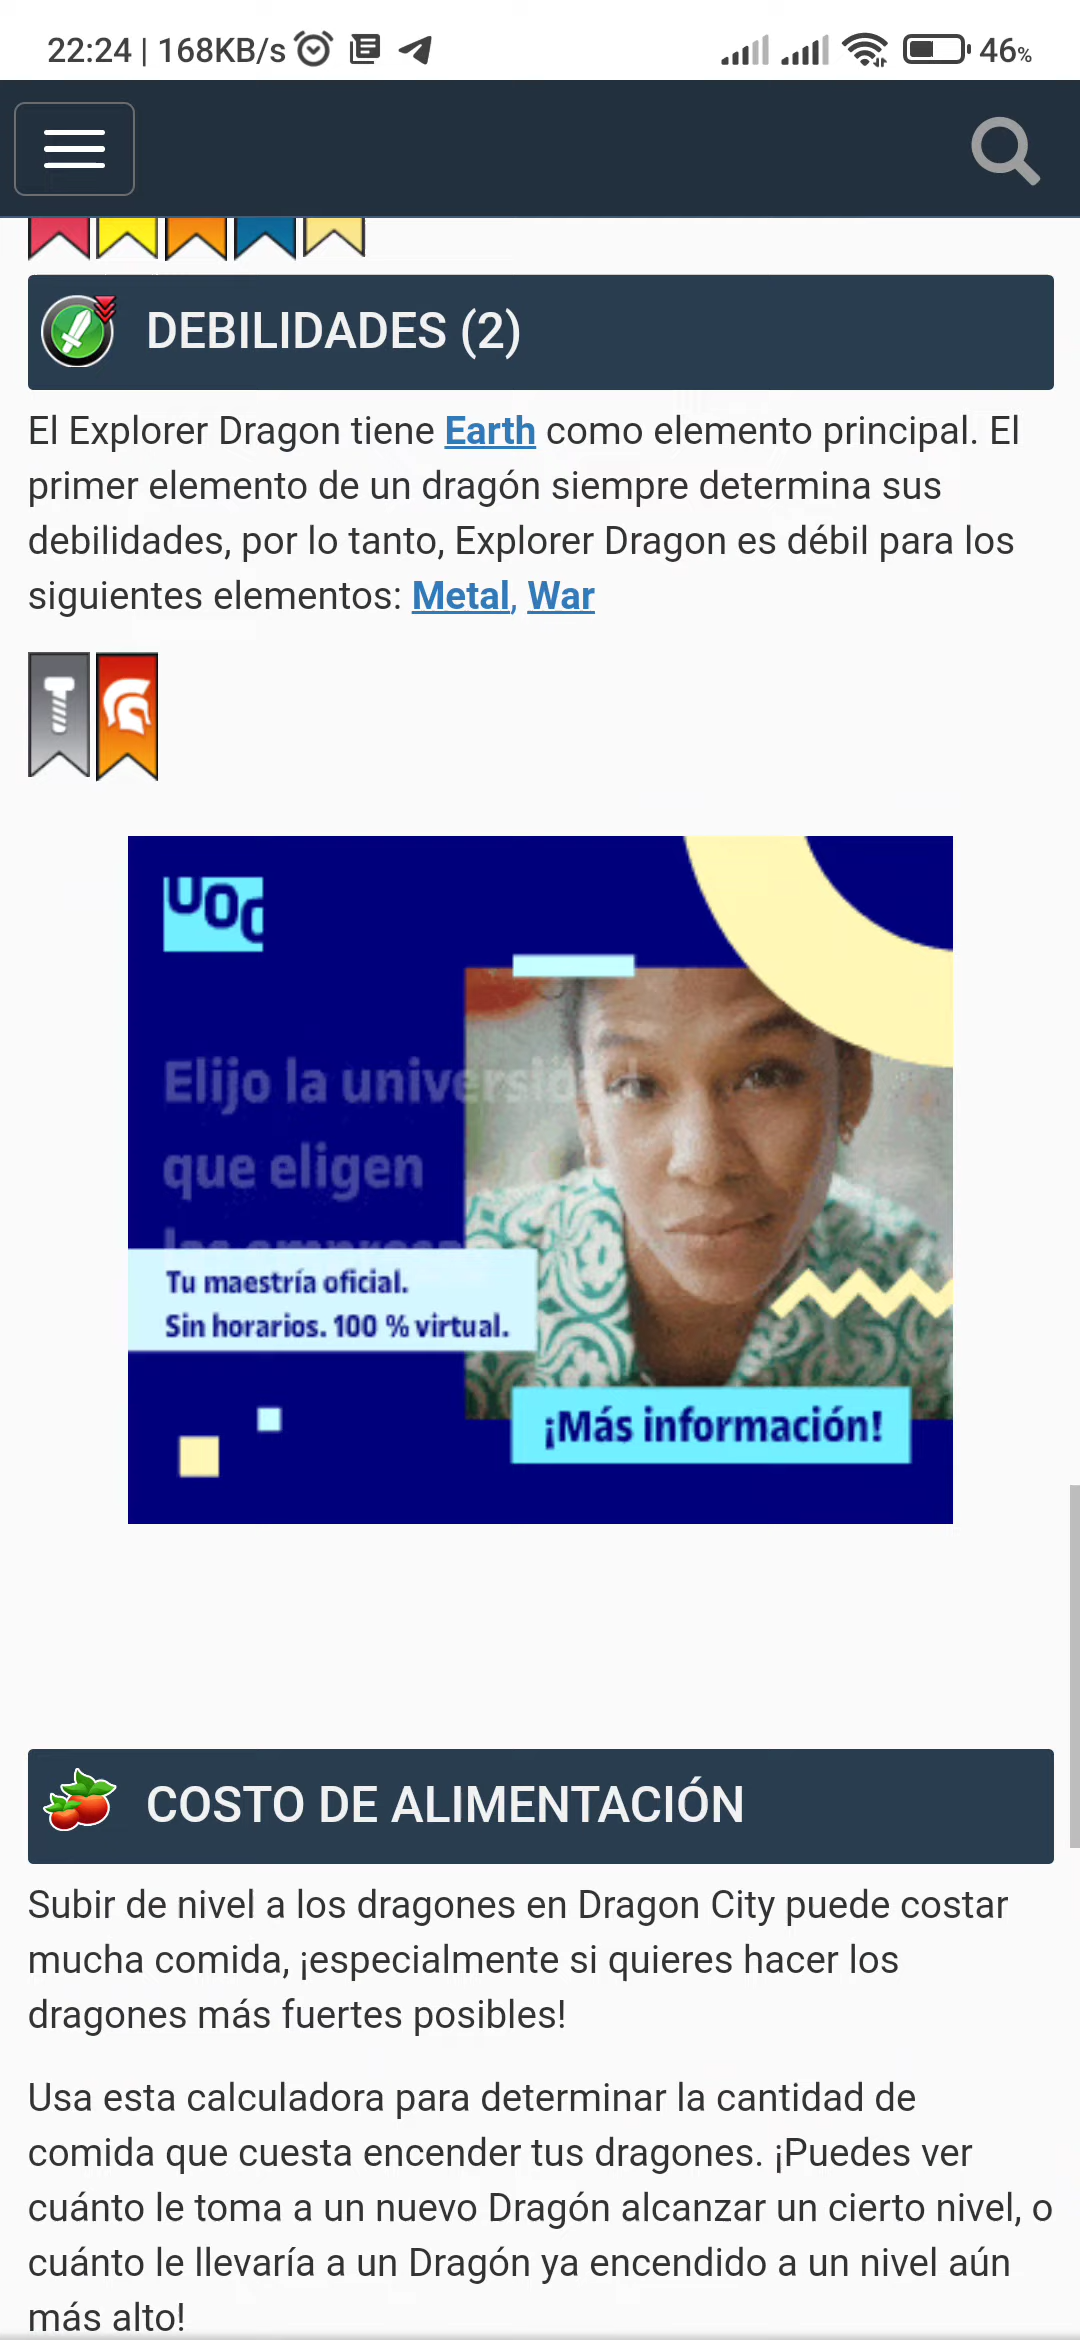 22:24 | 168KB/s
46%
DEBILIDADES (2)
El Explorer Dragon tiene Earth como elemento principal. El
primer elemento de un dragón siempre determina sus
debilidades, por lo tanto, Explorer Dragon es débil para los
siguientes elementos: Metal, War
UOC
Elijo la universidad
que eligen
las empresas
Tu maestría oficial.
Sin horarios. 100 % virtual.
¡Más información!
COSTO DE ALIMENTACIÓN
Subir de nivel a los dragones en Dragon City puede costar
mucha comida, ¡especialmente si quieres hacer los
dragones más fuertes posibles!
Usa esta calculadora para determinar la cantidad de
comida que cuesta encender tus dragones. ¡Puedes ver
cuánto le toma a un nuevo Dragón alcanzar un cierto nivel, o
cuánto le llevaría a un Dragón ya encendido a un nivel aún
más alto!